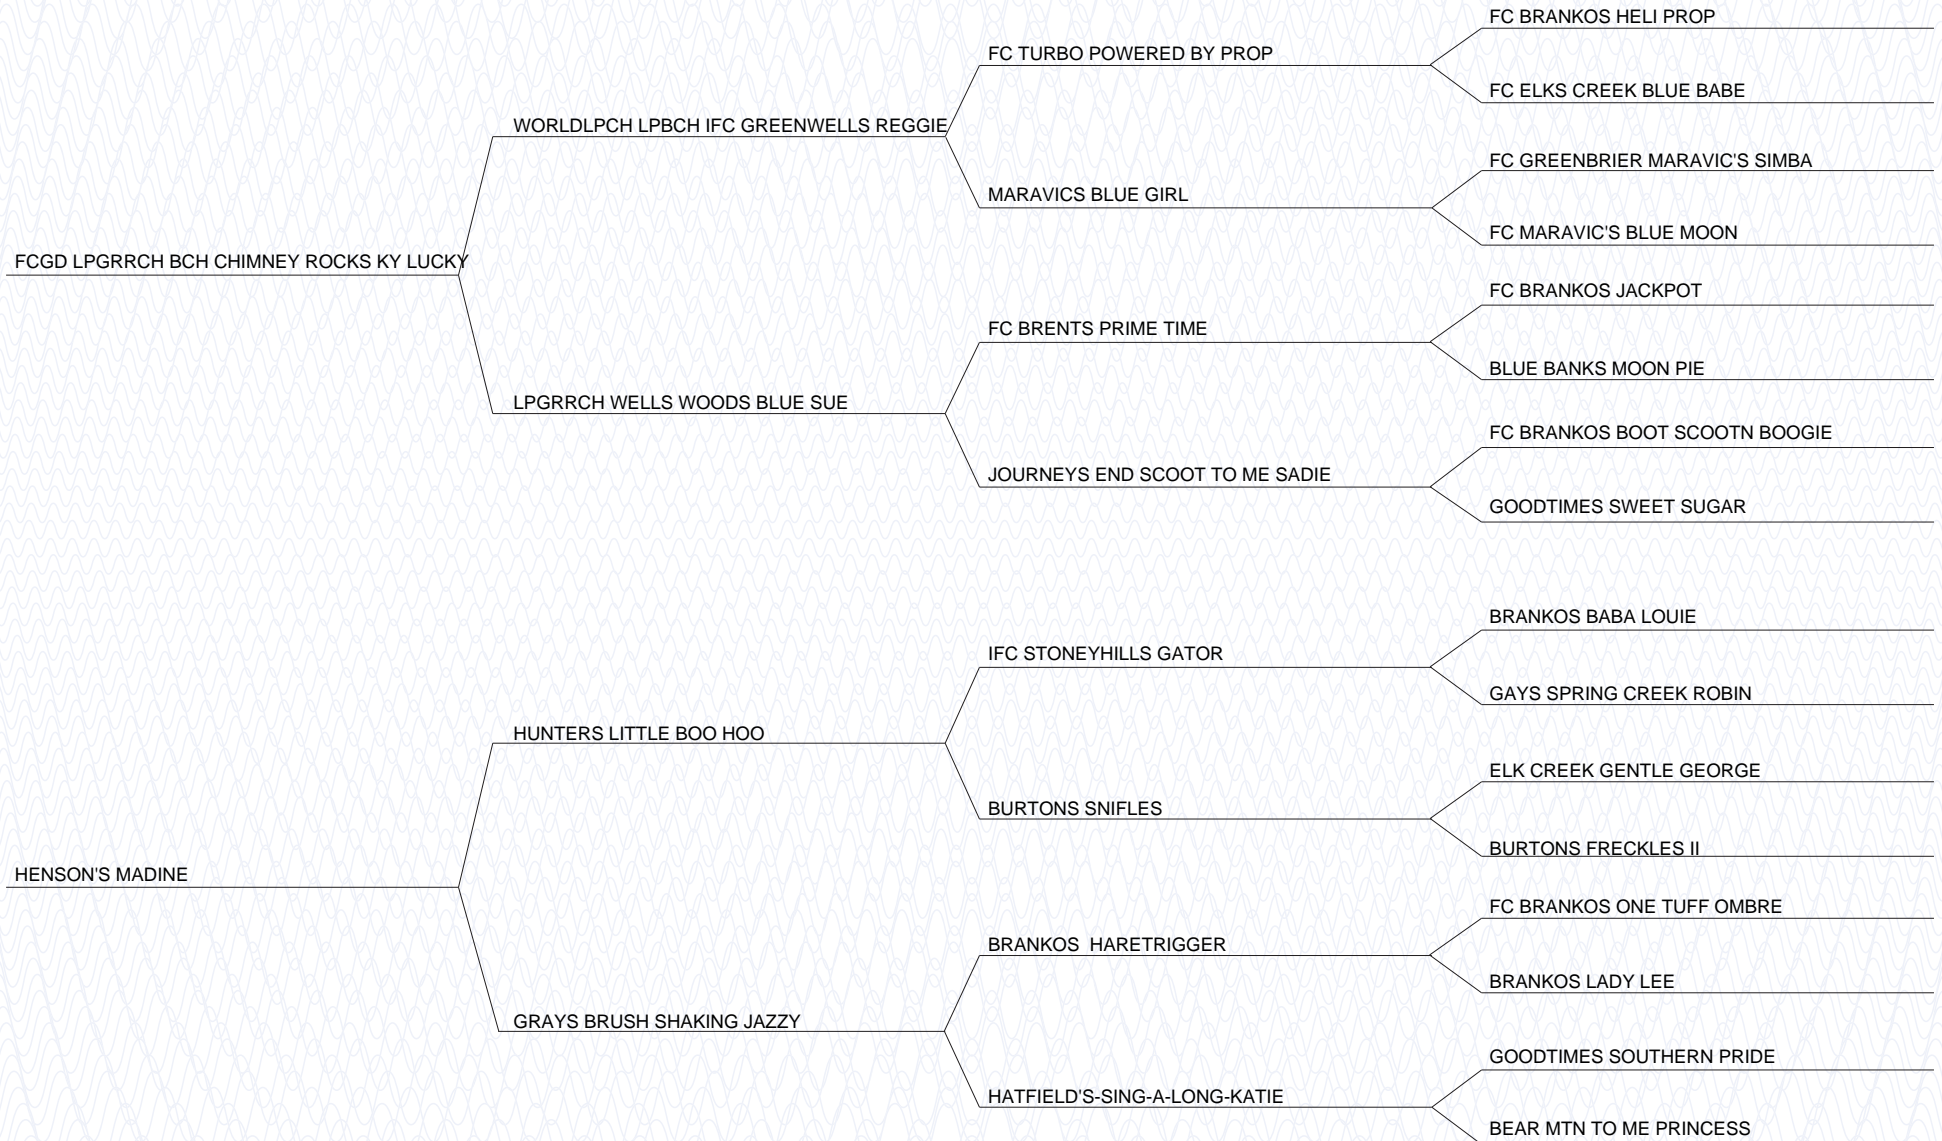 FC BRANKOS HELI PROP
FC TURBO POWERED BY PROP
FC ELKS CREEK BLUE BABE
WORLDLPCH LPBCH IFC GREENWELLS REGGIE
FC GREENBRIER MARAVIC'S SIMBA
MARAVICS BLUE GIRL
FC MARAVIC'S BLUE MOON
FCGD LPGRRCH BCH CHIMNEY ROCKS KY LUCKY
FC BRANKOS JACKPOT
FC BRENTS PRIME TIME
BLUE BANKS MOON PIE
LPGRRCH WELLS WOODS BLUE SUE
FC BRANKOS BOOT SCOOTN BOOGIE
JOURNEYS END SCOOT TO ME SADIE
GOODTIMES SWEET SUGAR
BRANKOS BABA LOUIE
IFC STONEYHILLS GATOR
GAYS SPRING CREEK ROBIN
HUNTERS LITTLE BOO HOO
ELK CREEK GENTLE GEORGE
BURTONS SNIFLES
BURTONS FRECKLES II
HENSON'S MADINE
FC BRANKOS ONE TUFF OMBRE
BRANKOS  HARETRIGGER
BRANKOS LADY LEE
GRAYS BRUSH SHAKING JAZZY
GOODTIMES SOUTHERN PRIDE
HATFIELD'S-SING-A-LONG-KATIE
BEAR MTN TO ME PRINCESS